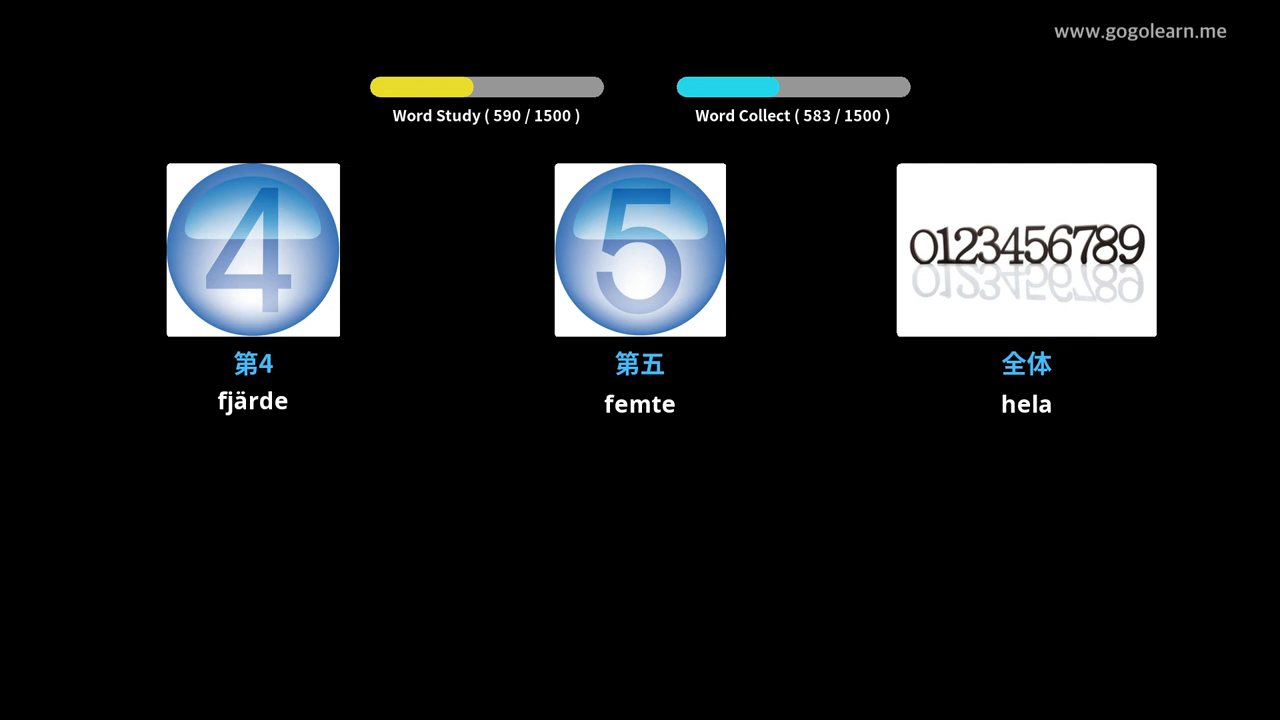 www.gogolearn.me
Word Study ( 590 / 1500 )
Word Collect ( 583 / 1500 )
4
5
0123456789
第4
第五
全体
fjärde
femte
hela